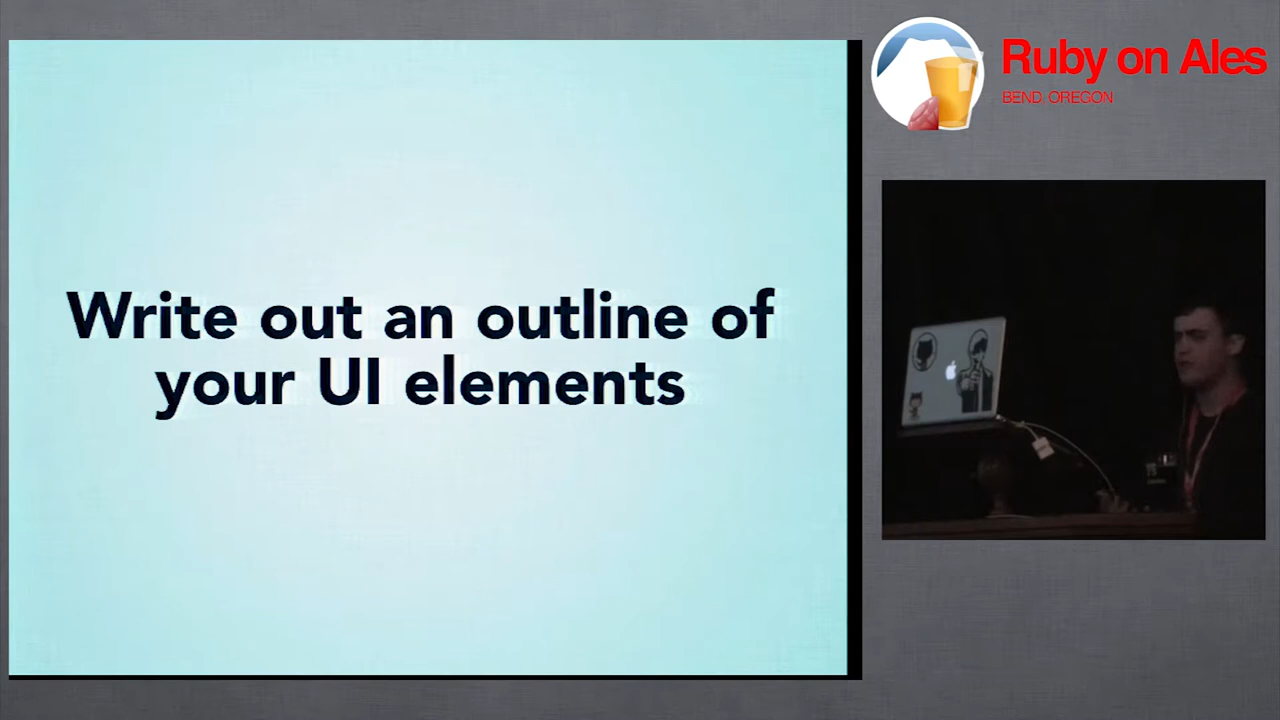 Write out an outline of
your UI elements
Ruby on Ales
BEND, OREGON